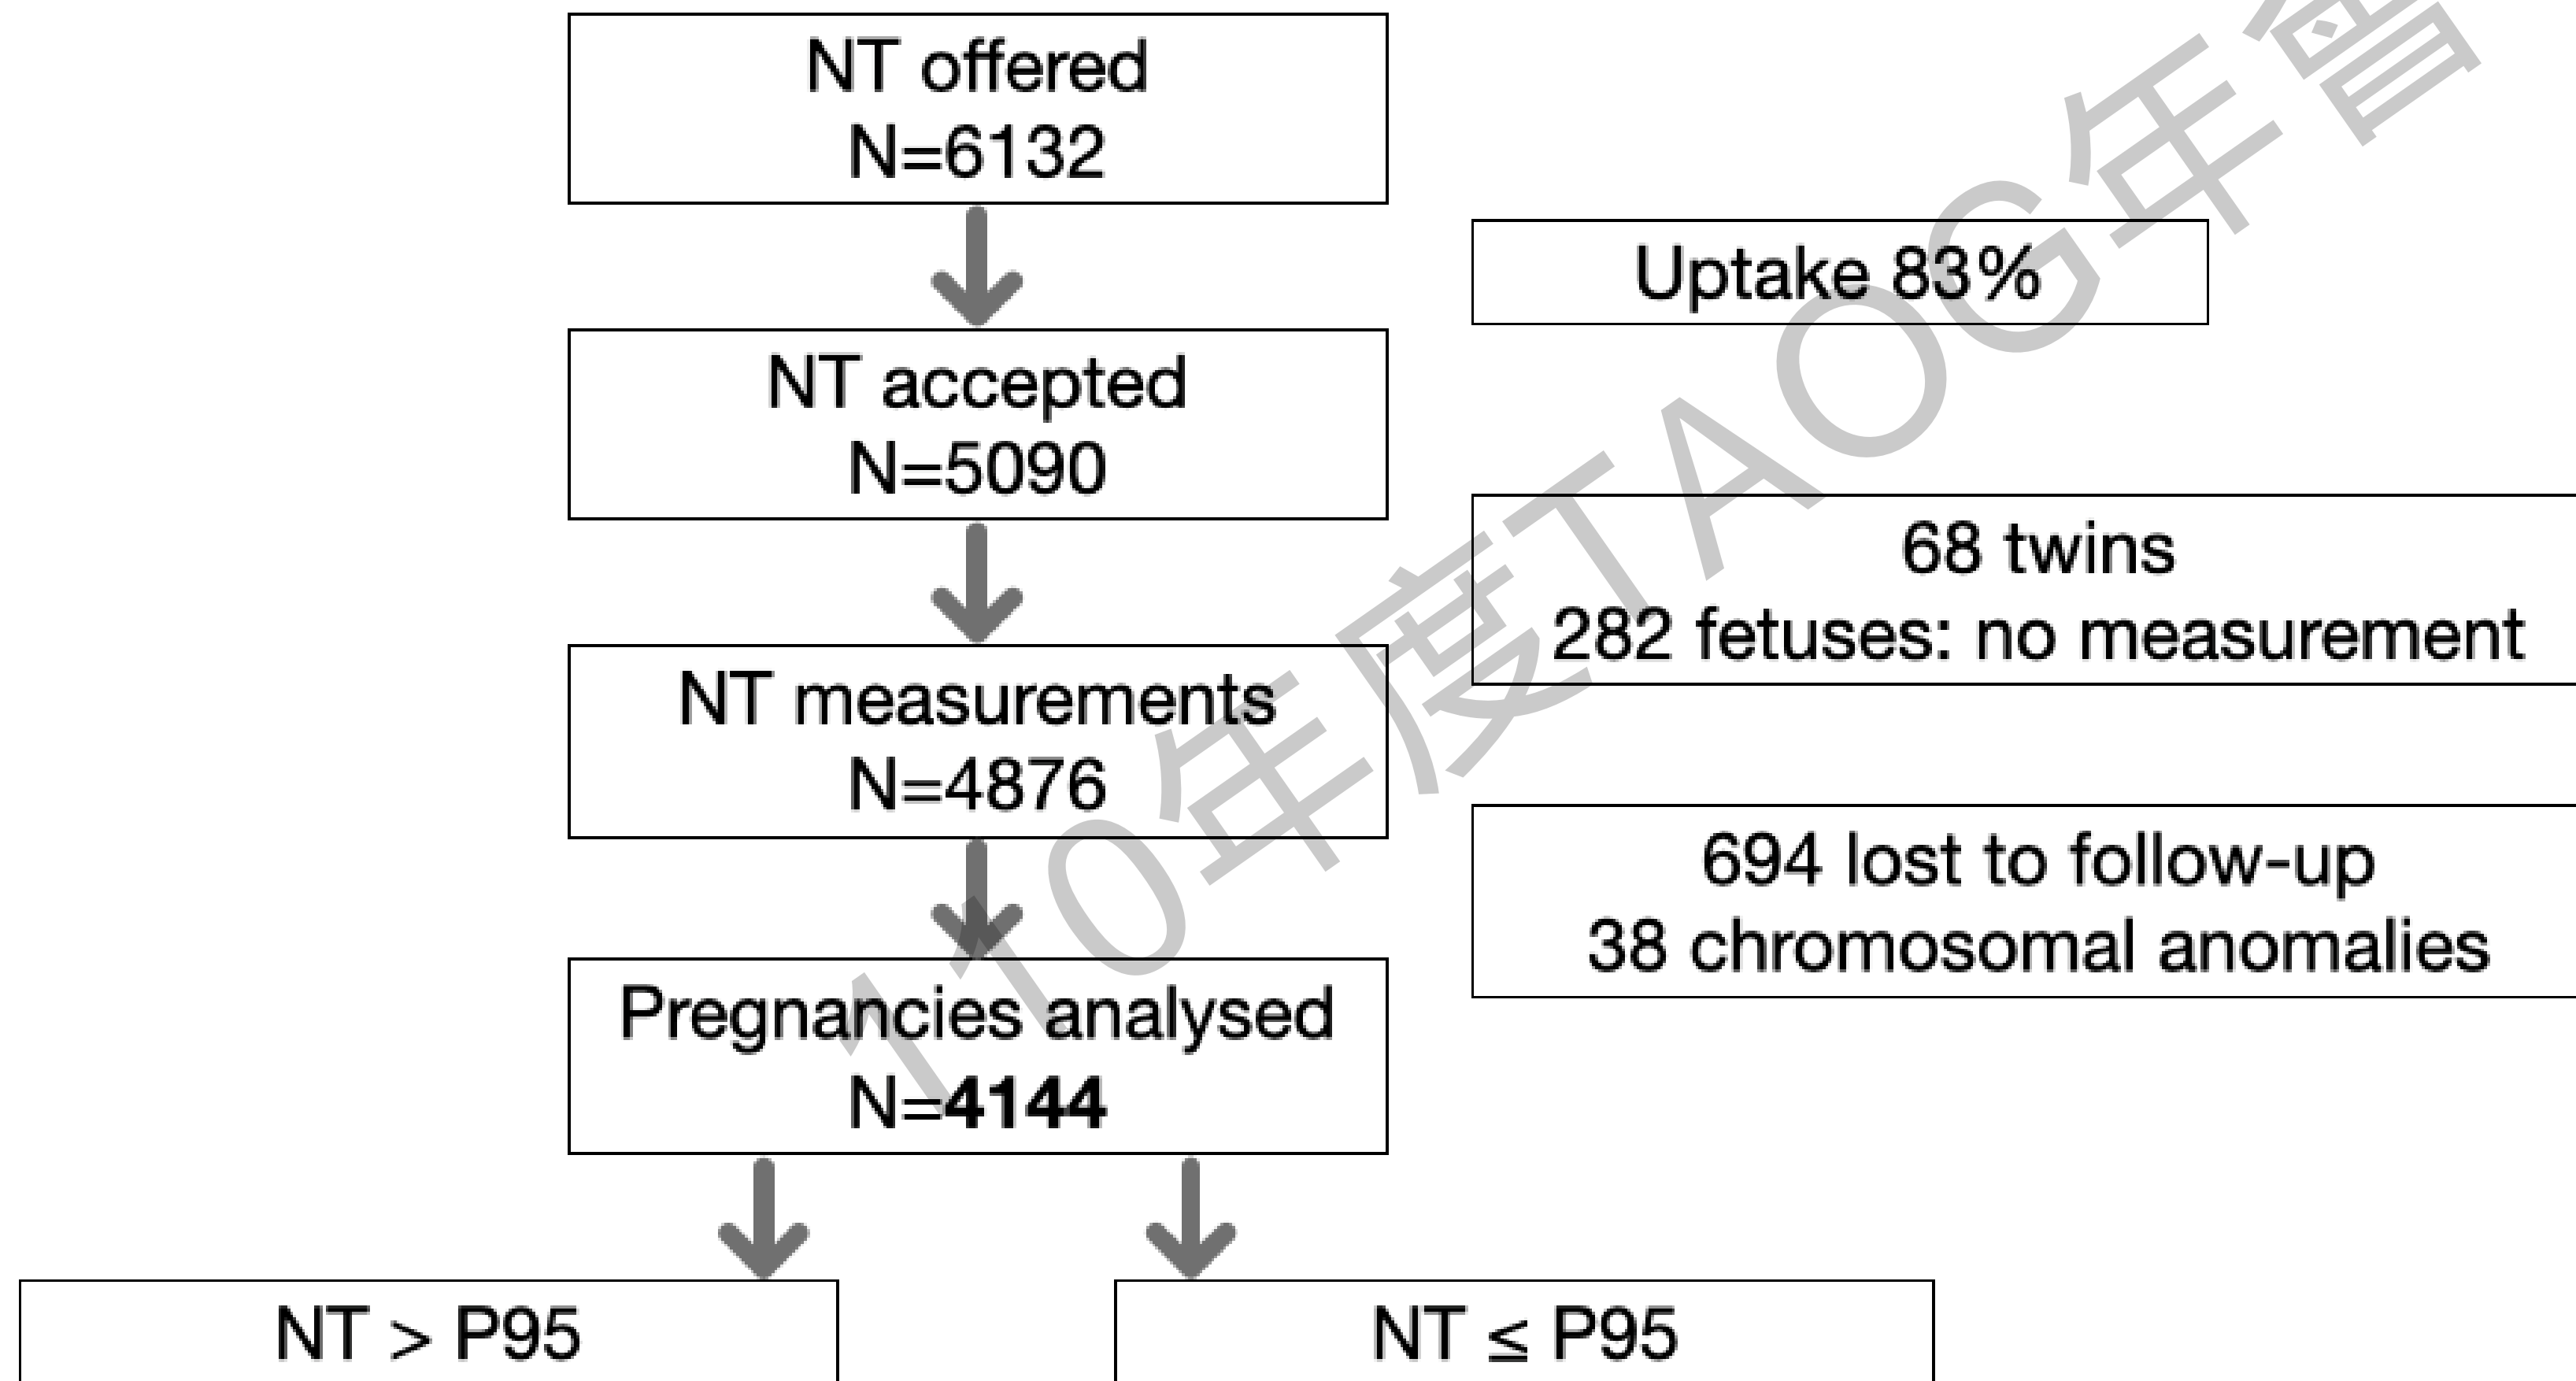 NT offered
N=6132
Uptake 83%
NT accepted
N=5090
68 twins
282 fetuses: no measurement
NT measurements
N=4876
694 lost to follow-up
38 chromosomal anomalies
Pregnancies analysed
N=4144
NT > P95
NT ≤ P95
110年度TAOG年會